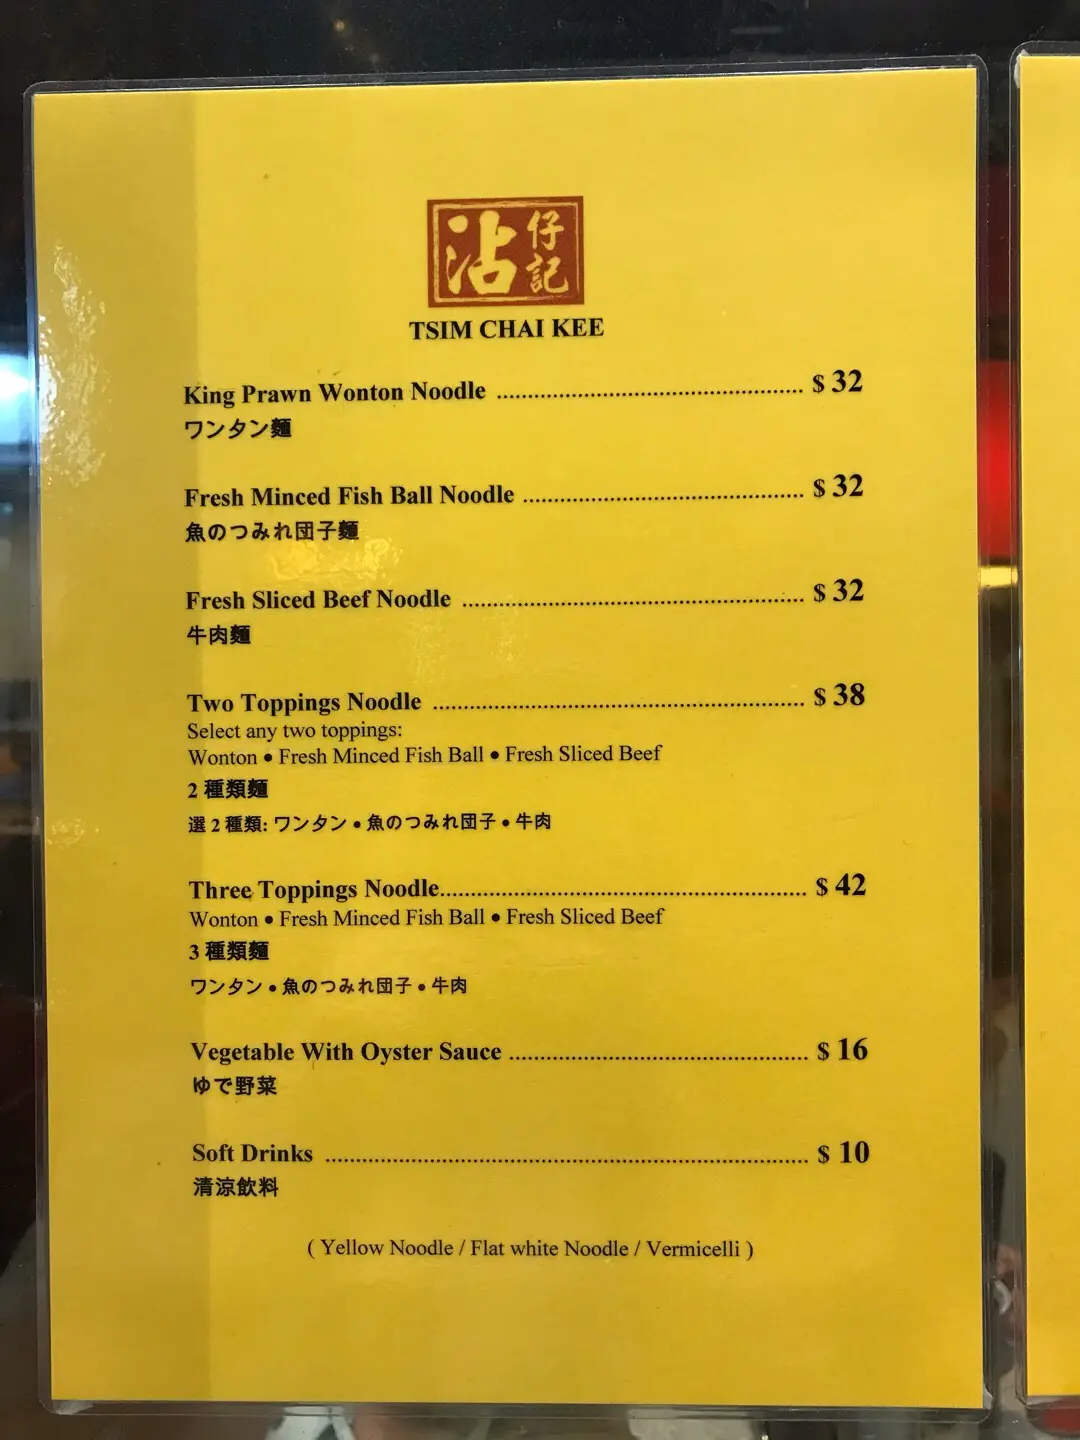 沾仔記
TSIM CHAI KEE
King Prawn Wonton Noodle ................................................ $ 32
ワンタン麵
Fresh Minced Fish Ball Noodle ............................................ $ 32
魚のつみれ団子麵
Fresh Sliced Beef Noodle ...................................................... $ 32
牛肉麵
Two Toppings Noodle ........................................................... $ 38
Select any two toppings:
Wonton ● Fresh Minced Fish Ball ● Fresh Sliced Beef
2 種類麵
選 2 種類: ワンタン ● 魚のつみれ団子 ● 牛肉
Three Toppings Noodle.......................................................... $ 42
Wonton ● Fresh Minced Fish Ball ● Fresh Sliced Beef
3 種類麵
ワンタン ● 魚のつみれ団子 ● 牛肉
Vegetable With Oyster Sauce ............................................... $ 16
ゆで野菜
Soft Drinks ............................................................................ $ 10
清涼飲料
( Yellow Noodle / Flat white Noodle / Vermicelli )